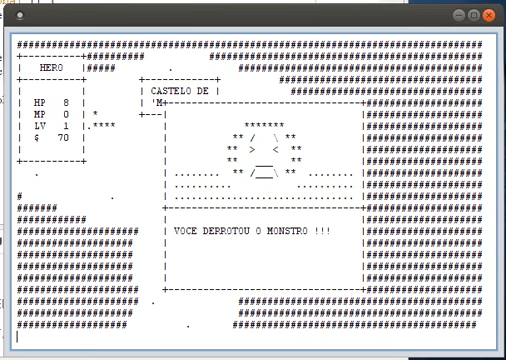 HERO
HP 8
MP 0
LV 1
$ 70
CASTELO DE
'M
VOCE DERROTOU O MONSTRO !!!